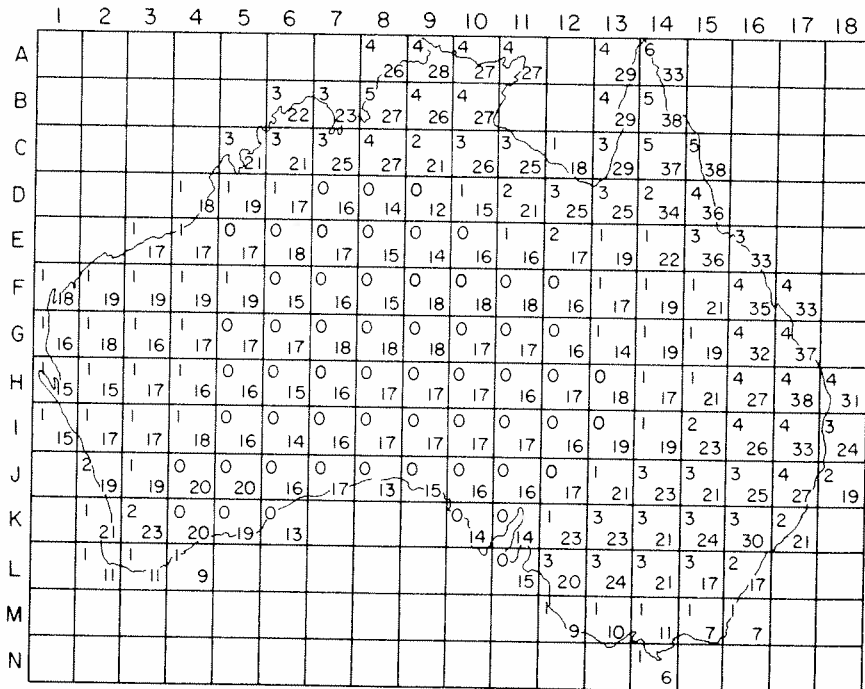 1 2 3 4 5 6 7 8 9 10 11 12 13 14 15 16 17 18
A 4 4 4 4 4 6
26 28 27 27 29 33
B 3 3 5 4 4 4 5
22 23 27 26 27 29 38
C 3 3 3 4 2 3 3 1 3 5 5
21 21 25 27 21 26 25 18 29 37 38
D 1 1 1 0 0 0 1 2 3 3 2 4
18 19 17 16 14 12 15 21 25 25 34 36
E 1 1 0 0 0 0 0 0 1 2 1 1 3 3
17 17 17 18 17 15 14 16 16 17 19 22 36 33
F 1 1 1 1 1 0 0 0 0 0 0 0 1 1 1 4 4
18 19 19 19 19 15 16 15 18 18 18 16 17 19 21 35 33
G 1 1 1 1 0 0 0 0 0 0 0 0 1 1 1 4 4
16 18 16 17 17 17 18 18 18 17 17 16 14 19 19 32 37
H 1 1 1 0 0 0 0 0 0 0 0 0 1 1 4 4 4
15 15 17 16 16 15 16 17 17 17 16 17 18 17 21 27 38 31
I 1 1 1 1 0 0 0 0 0 0 0 0 0 1 2 4 4 3
15 17 17 18 16 14 16 17 17 17 17 16 19 19 23 26 33 24
J 2 1 0 0 0 0 0 0 0 0 0 1 3 3 3 4 2
19 19 20 20 16 17 13 15 16 16 17 21 23 21 25 27 19
K 1 2 0 0 0 0 0 1 3 3 3 3 2
21 23 20 19 13 14 14 23 23 21 24 30 21
L 1 1 1 0 3 3 3 3 2
11 11 9 15 20 24 21 17 17
M 1 1 1 1 1
9 10 11 7 7
N 1
6